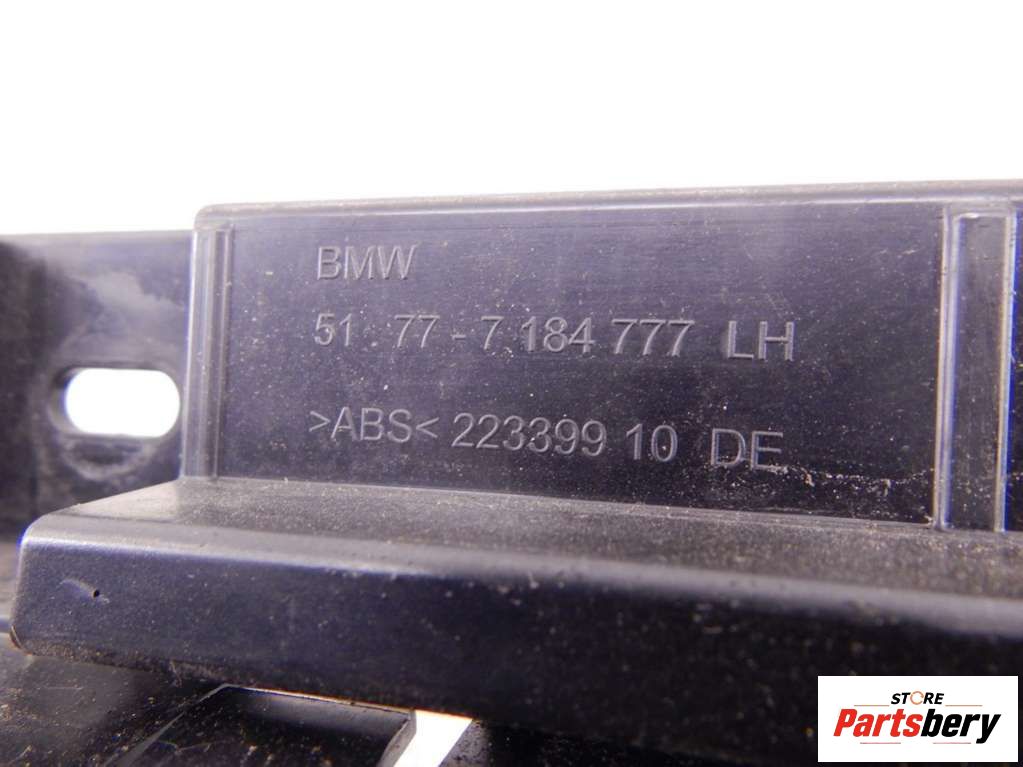 BMW
51.77-7 184 777 LH
>ABS< 223399 10 DE
STORE
Partsbery